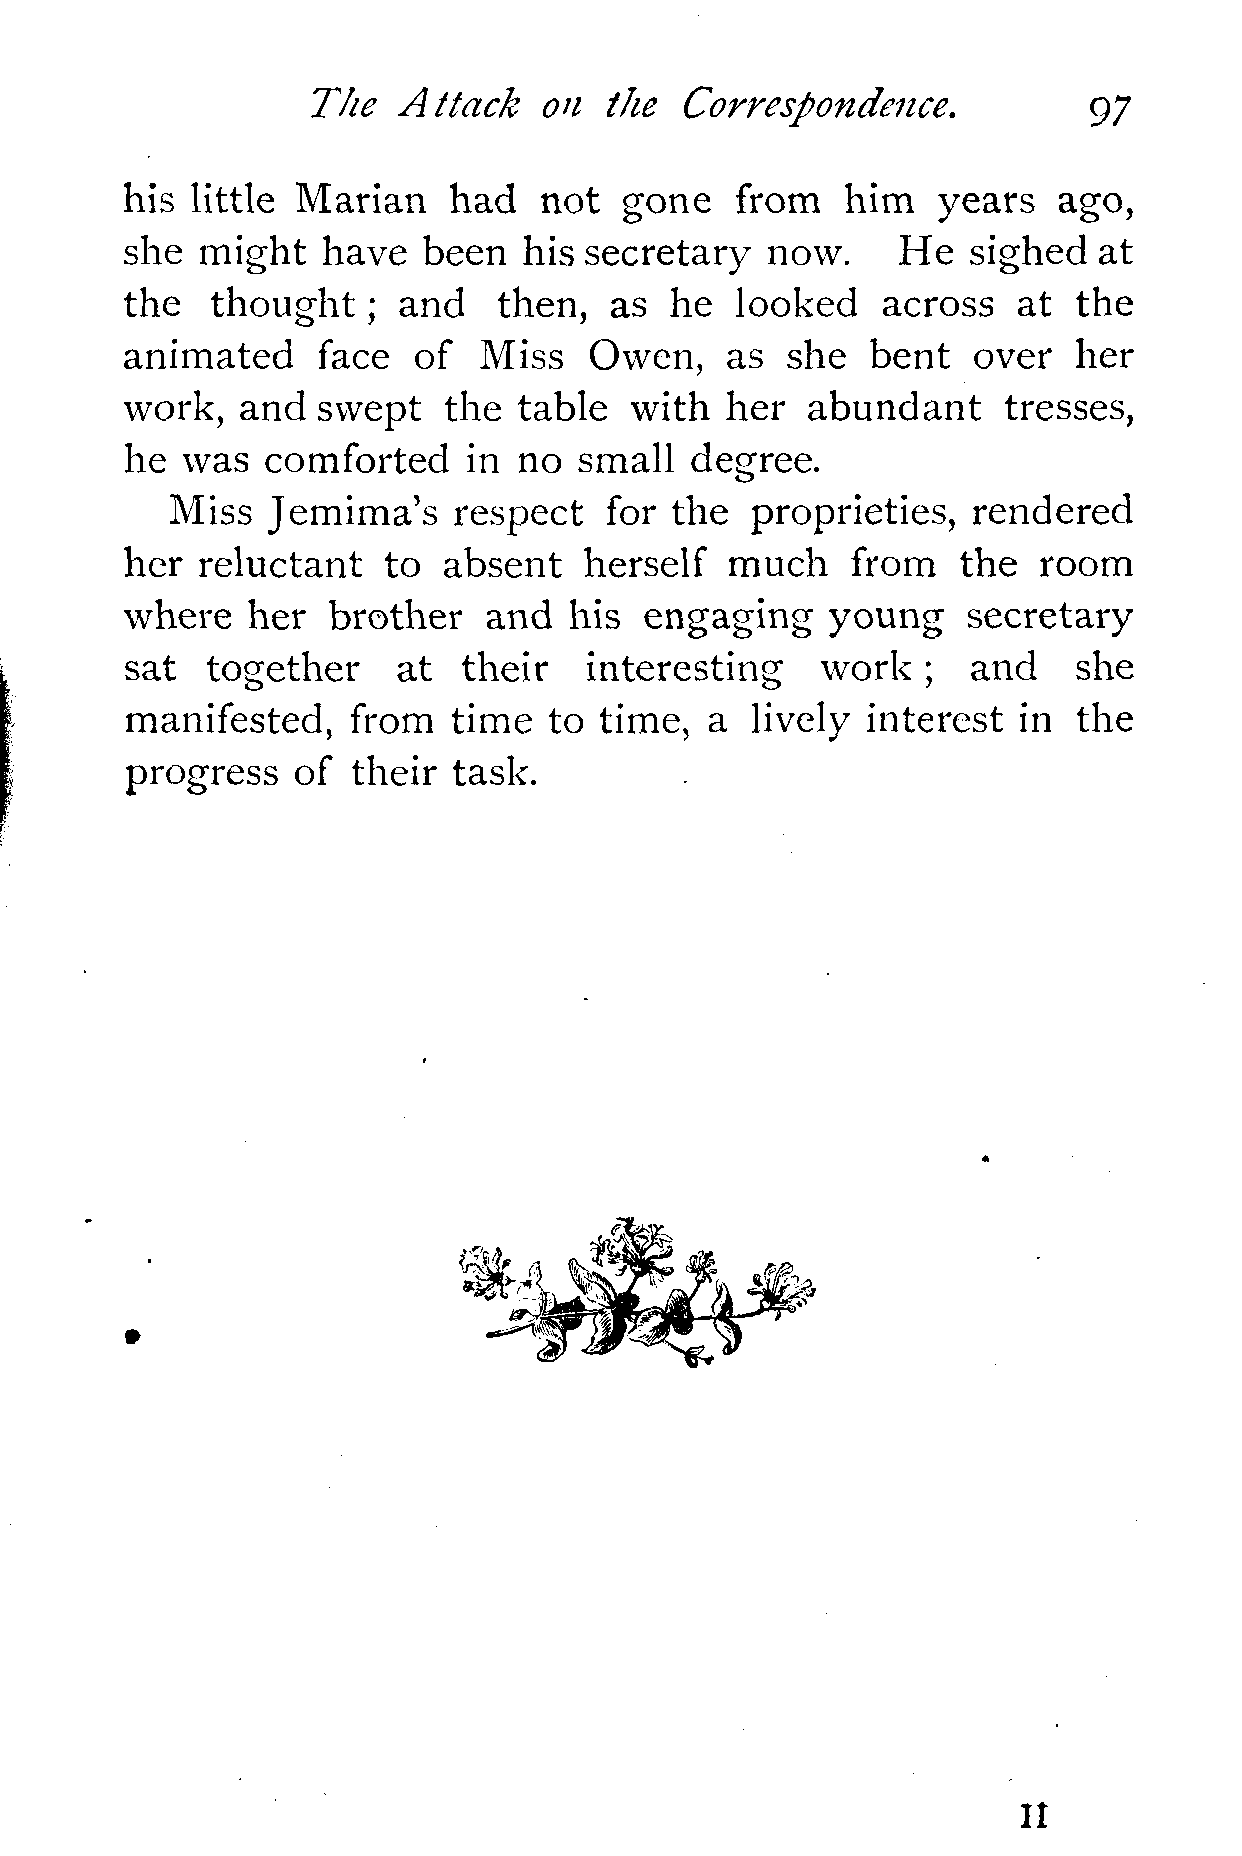 The Attack on the Correspondence. 97
his little Marian had not gone from him years ago,
she might have been his secretary now. He sighed at
the thought ; and then, as he looked across at the
animated face of Miss Owen, as she bent over her
work, and swept the table with her abundant tresses,
he was comforted in no small degree.
Miss Jemima's respect for the proprieties, rendered
her reluctant to absent herself much from the room
where her brother and his engaging young secretary
sat together at their interesting work ; and she
manifested, from time to time, a lively interest in the
progress of their task.
II